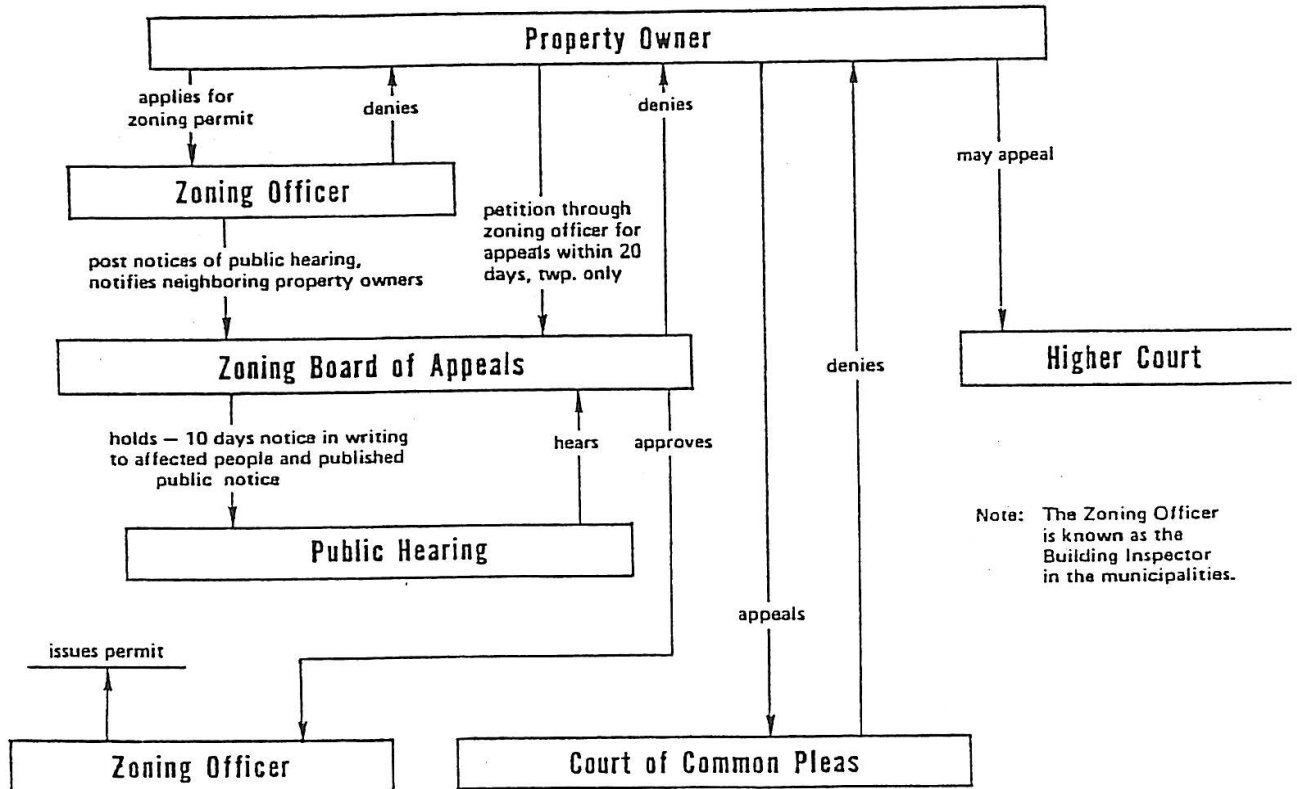 Property Owner
applies for
zoning permit
denies
denies
may appeal
Zoning Officer
petition through
zoning officer for
appeals within 20
days, twp. only
post notices of public hearing,
notifies neighboring property owners
Zoning Board of Appeals
denies
Higher Court
holds — 10 days notice in writing
to affected people and published
public notice
hears
approves
Public Hearing
Note: The Zoning Officer
is known as the
Building Inspector
in the municipalities.
appeals
issues permit
Zoning Officer
Court of Common Pleas